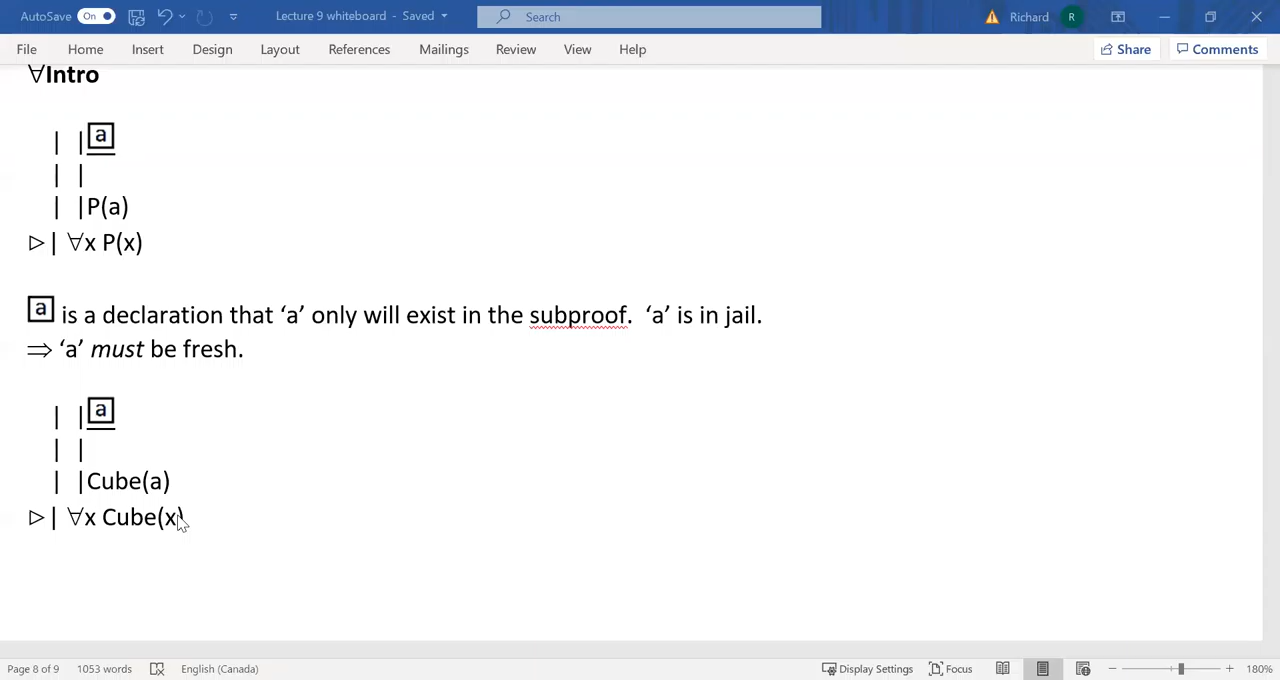 AutoSave On Lecture 9 whiteboard - Saved Search Richard R
File Home Insert Design Layout References Mailings Review View Help Share Comments
∀Intro
| |a
| |
| |P(a)
▷| ∀x P(x)
a is a declaration that ‘a’ only will exist in the subproof. ‘a’ is in jail.
⇒ ‘a’ must be fresh.
| |a
| |
| |Cube(a)
▷| ∀x Cube(x)
Page 8 of 9 1053 words English (Canada) Display Settings Focus 180%